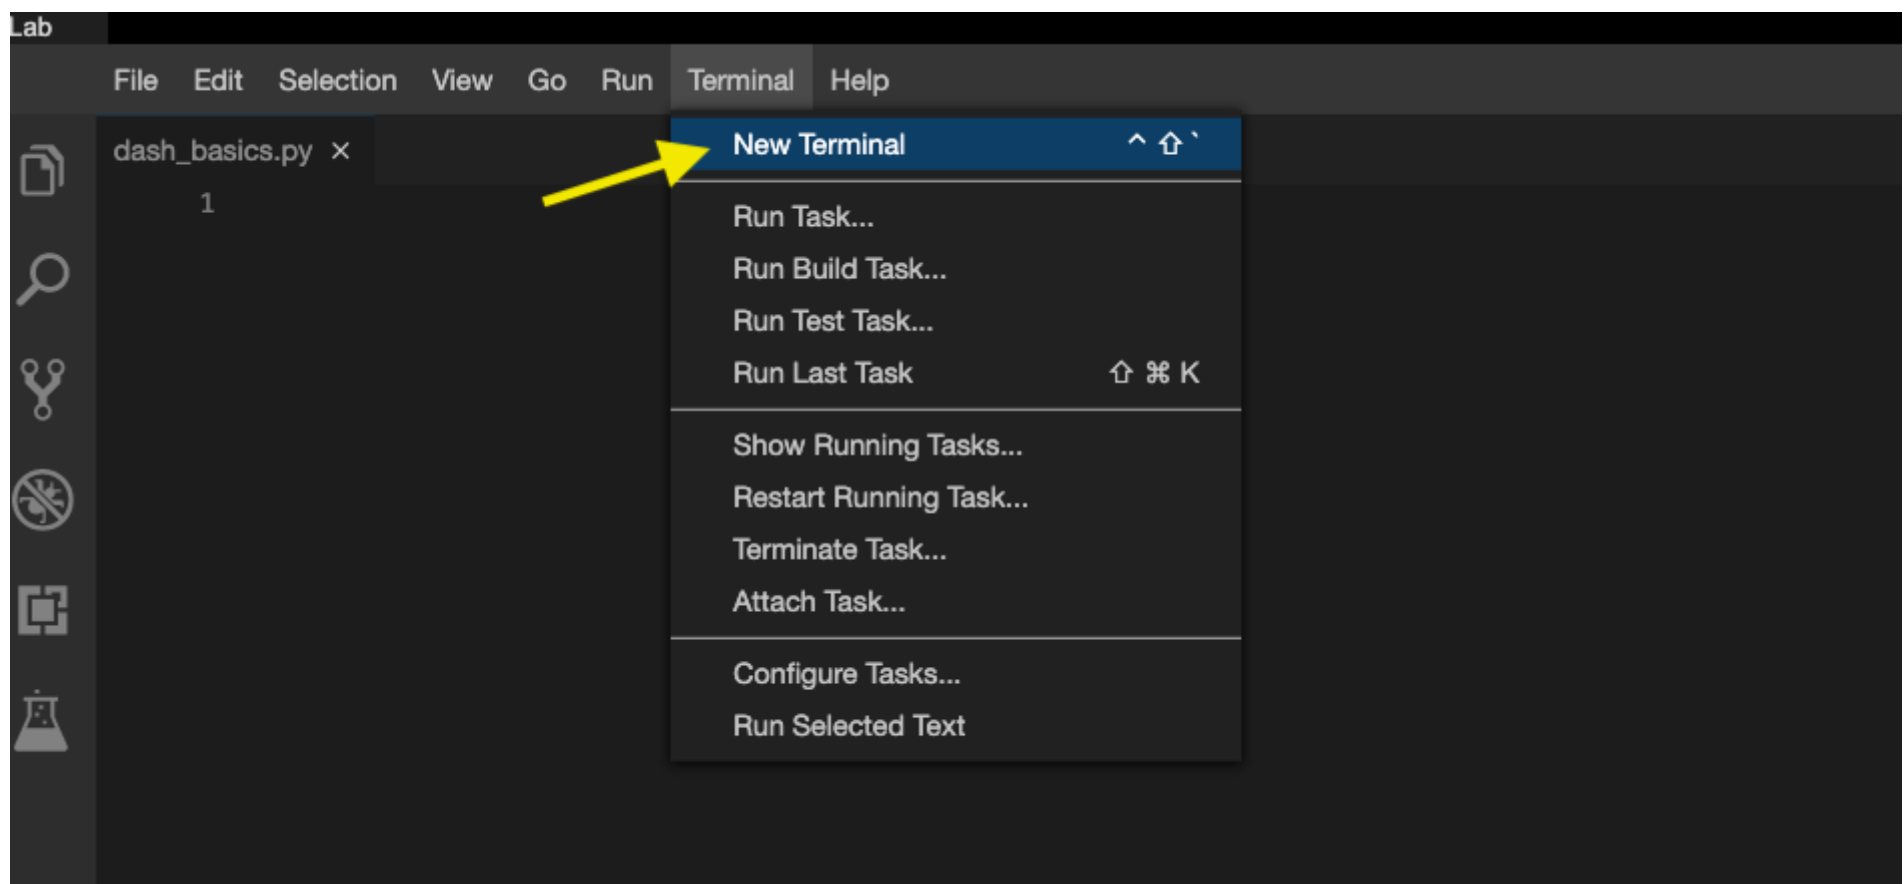 Lab
File Edit Selection View Go Run Terminal Help
dash_basics.py ×
1
New Terminal ^ ⇧ `
Run Task...
Run Build Task...
Run Test Task...
Run Last Task ⇧ ⌘ K
Show Running Tasks...
Restart Running Task...
Terminate Task...
Attach Task...
Configure Tasks...
Run Selected Text